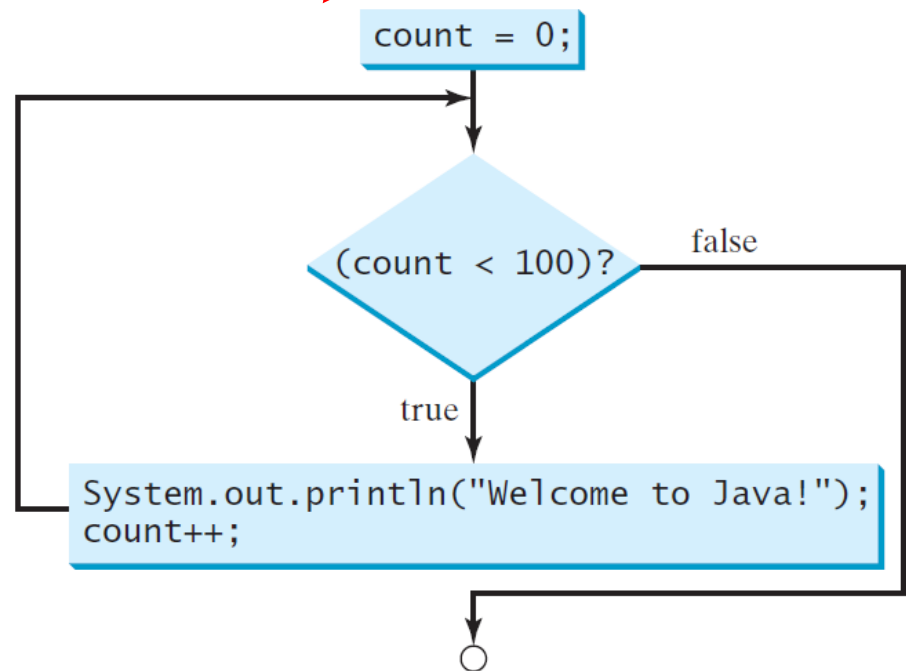 count = 0;
(count < 100)?
false
true
System.out.println("Welcome to Java!");
count++;